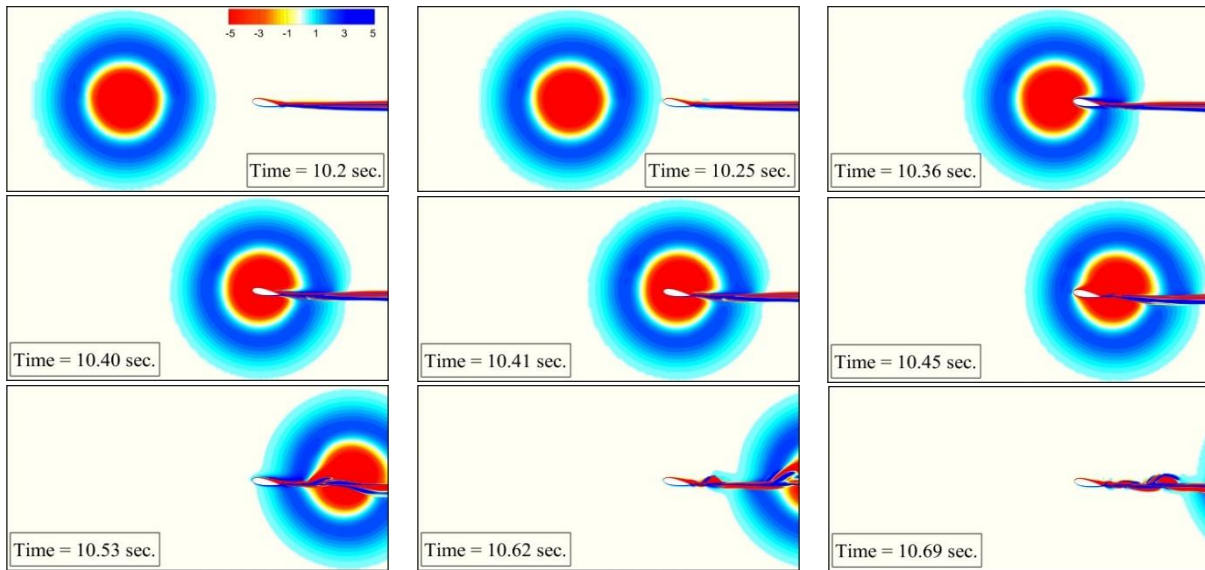 -5 -3 -1 1 3 5
Time = 10.2 sec.
Time = 10.25 sec.
Time = 10.36 sec.
Time = 10.40 sec.
Time = 10.41 sec.
Time = 10.45 sec.
Time = 10.53 sec.
Time = 10.62 sec.
Time = 10.69 sec.